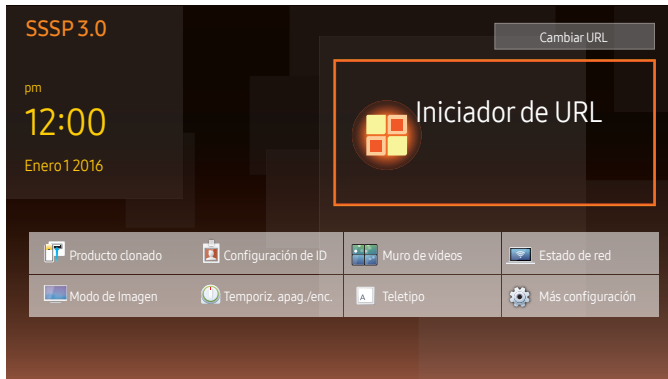 SSSP 3.0
Cambiar URL
pm
12:00
Enero 1 2016
Iniciador de URL
Producto clonado
Configuración de ID
Muro de videos
Estado de red
Modo de Imagen
Temporiz. apag./enc.
A
Teletipo
Más configuración